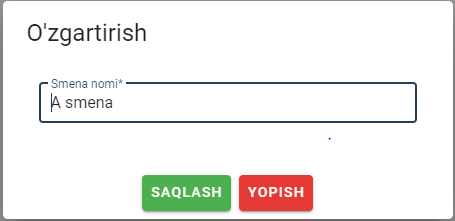 O'zgartirish
Smena nomi*
A smena
SAQLASH
YOPISH